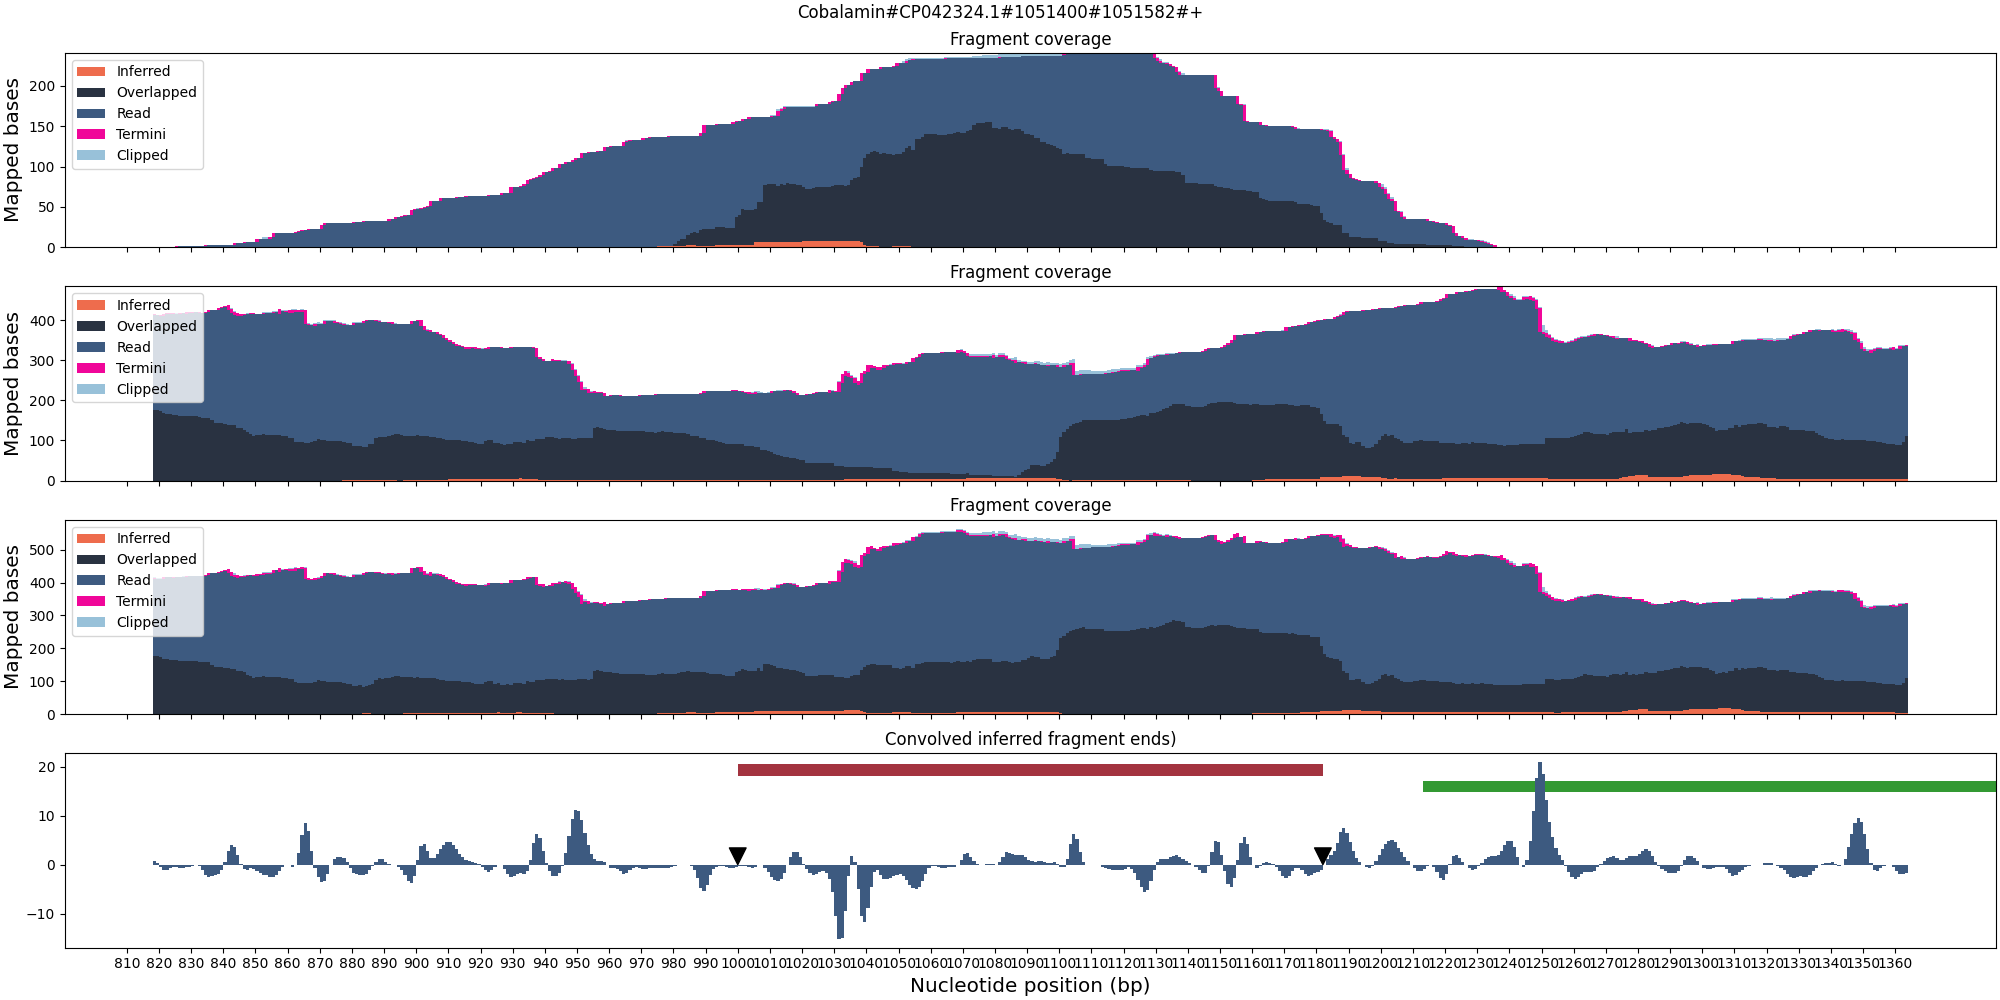 Cobalamin#CP042324.1#1051400#1051582#+
Fragment coverage
Mapped bases
200
150
100
50
0
Inferred
Overlapped
Read
Termini
Clipped
Fragment coverage
Mapped bases
400
300
200
100
0
Inferred
Overlapped
Read
Termini
Clipped
Fragment coverage
Mapped bases
500
400
300
200
100
0
Inferred
Overlapped
Read
Termini
Clipped
Convolved inferred fragment ends)
20
10
0
−10
810 820 830 840 850 860 870 880 890 900 910 920 930 940 950 960 970 980 990 1000 1010 1020 1030 1040 1050 1060 1070 1080 1090 1100 1110 1120 1130 1140 1150 1160 1170 1180 1190 1200 1210 1220 1230 1240 1250 1260 1270 1280 1290 1300 1310 1320 1330 1340 1350 1360
Nucleotide position (bp)